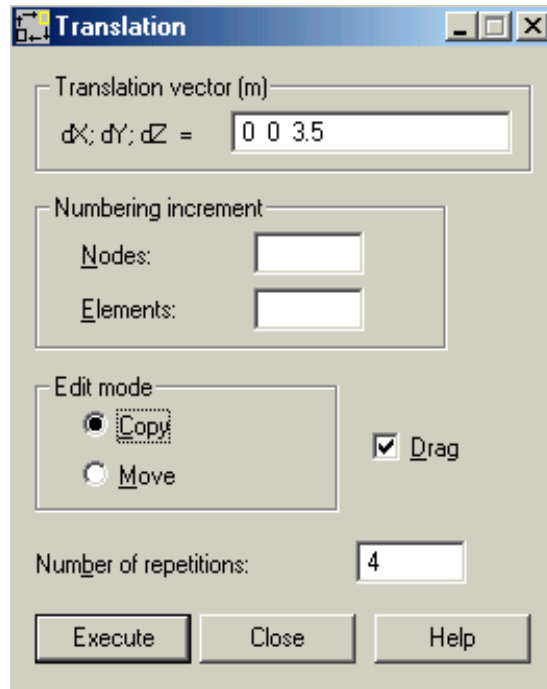 Translation
Translation vector (m)
dX; dY; dZ = 0 0 3.5
Numbering increment
Nodes:
Elements:
Edit mode
Copy
Move
Drag
Number of repetitions: 4
Execute Close Help